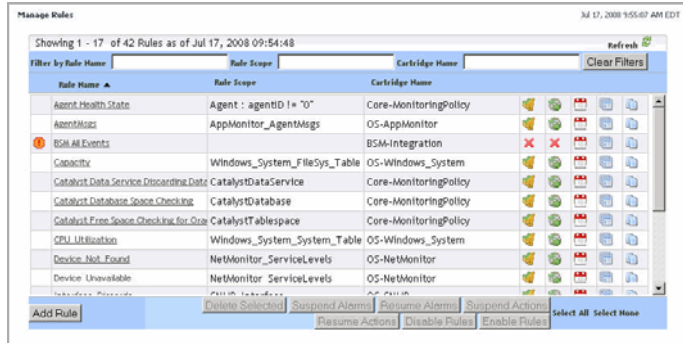 Manage Rules Jul 17, 2008 9:55:07 AM EDT
Showing 1 - 17 of 42 Rules as of Jul 17, 2008 09:54:48 Refresh
Filter by Rule Name Rule Scope Cartridge Name Clear Filters
Rule Name Rule Scope Cartridge Name
Agent Health State Agent : agentID != "0" Core-MonitoringPolicy
AgentMsgs AppMonitor_AgentMsgs OS-AppMonitor
BSM All Events BSM-Integration
Capacity Windows_System_FileSys_Table OS-Windows_System
Catalyst Data Service Discarding Data CatalystDataService Core-MonitoringPolicy
Catalyst Database Space Checking CatalystDatabase Core-MonitoringPolicy
Catalyst Free Space Checking for Ora CatalystTablespace Core-MonitoringPolicy
CPU_Utilization Windows_System_System_Table OS-Windows_System
Device_Not_Found NetMonitor_ServiceLevels OS-NetMonitor
Device Unavailable NetMonitor ServiceLevels OS-NetMonitor
Add Rule Delete Selected Suspend Alarms Resume Alarms Suspend Actions Select All Select None
Resume Actions Disable Rules Enable Rules